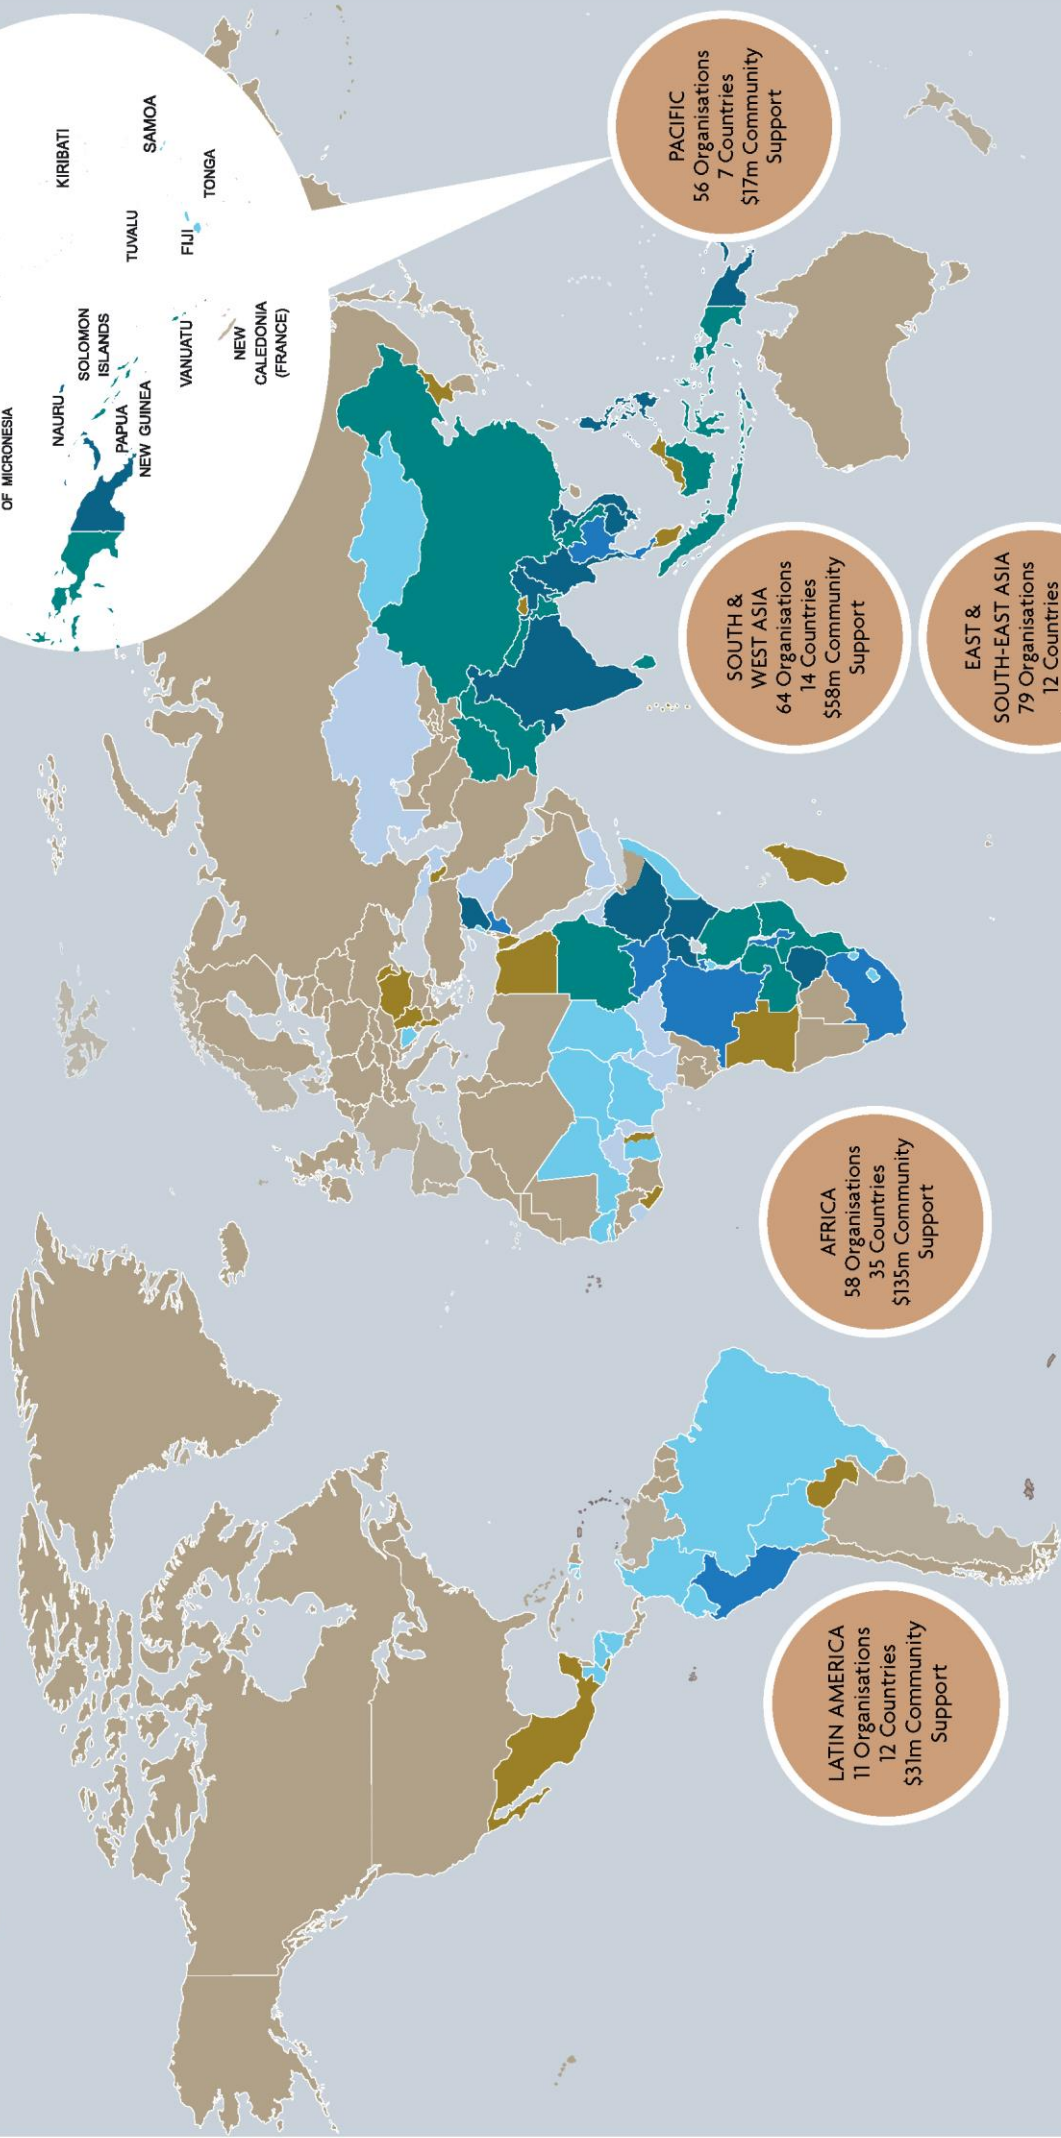 OF MICRONESIA
NAURU
KIRIBATI
SOLOMON
ISLANDS
PAPUA
NEW GUINEA
TUVALU
SAMOA
VANUATU
FIJI
TONGA
NEW
CALEDONIA
(FRANCE)
LATIN AMERICA
11 Organisations
12 Countries
$31m Community
Support
AFRICA
58 Organisations
35 Countries
$135m Community
Support
SOUTH &
WEST ASIA
64 Organisations
14 Countries
$58m Community
Support
EAST &
SOUTH-EAST ASIA
79 Organisations
12 Countries
PACIFIC
56 Organisations
7 Countries
$17m Community
Support